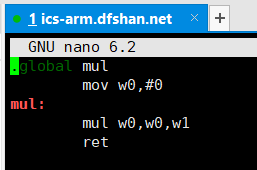 1 ics-arm.dfshan.net × +
GNU nano 6.2
.global mul
mov w0,#0
mul:
mul w0,w0,w1
ret